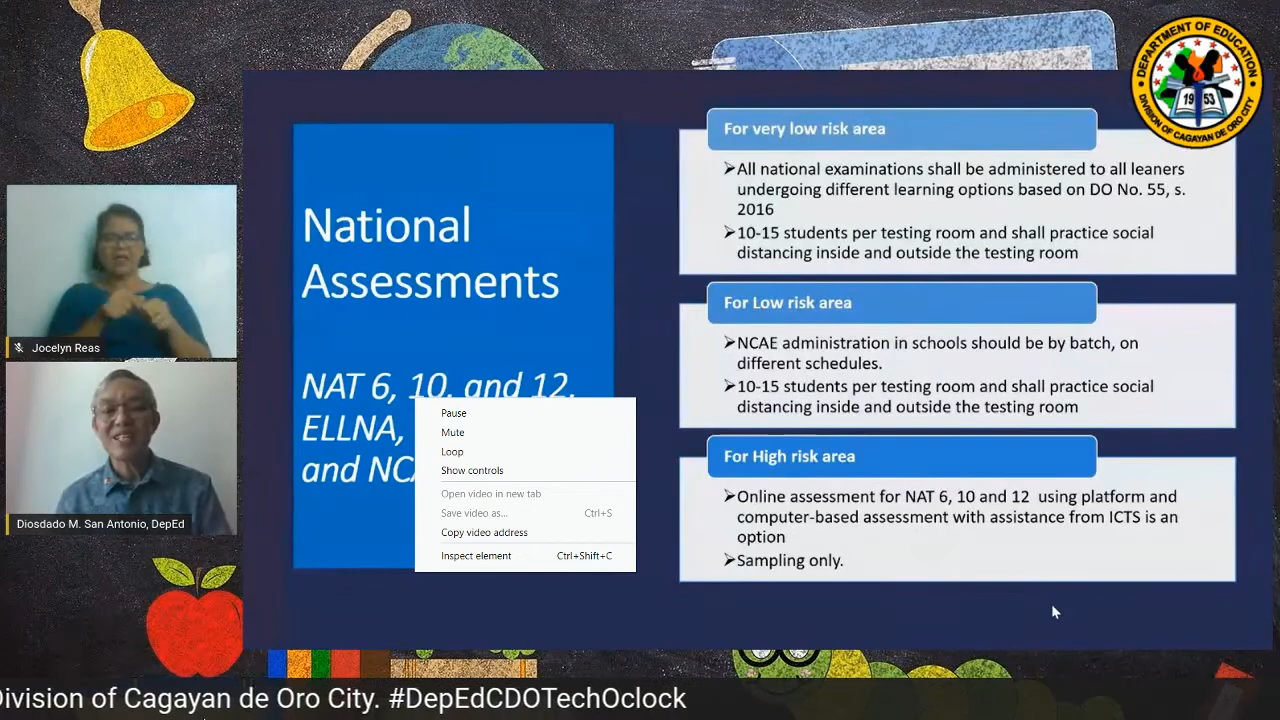 DEPARTMENT OF EDUCATION
1953
DIVISION OF CAGAYAN DE ORO CITY
National
Assessments
NAT 6, 10, and 12,
ELLNA,
and
For very low risk area
➢All national examinations shall be administered to all leaners
undergoing different learning options based on DO No. 55, s.
2016
➢10-15 students per testing room and shall practice social
distancing inside and outside the testing room
For Low risk area
➢NCAE administration in schools should be by batch, on
different schedules.
➢10-15 students per testing room and shall practice social
distancing inside and outside the testing room
For High risk area
➢Online assessment for NAT 6, 10 and 12 using platform and
computer-based assessment with assistance from ICTS is an
option
➢Sampling only.
Pause
Mute
Loop
Show controls
Open video in new tab
Save video as... Ctrl+S
Copy video address
Inspect element Ctrl+Shift+C
Jocelyn Reas
Diosdado M. San Antonio, DepEd
Division of Cagayan de Oro City. #DepEdCDOTechOclock